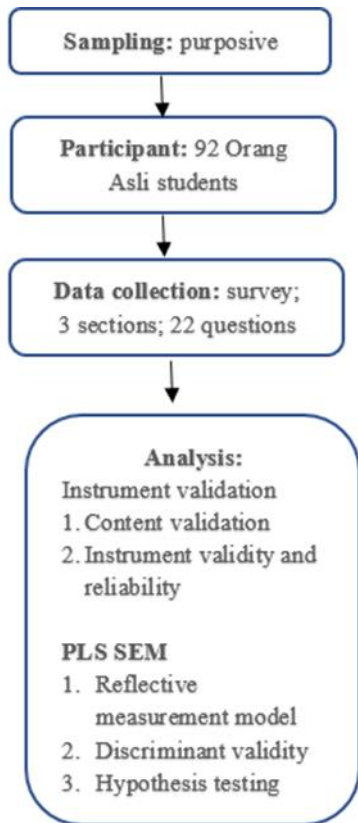 Sampling: purposive
Participant: 92 Orang
Asli students
Data collection: survey;
3 sections; 22 questions
Analysis:
Instrument validation
1. Content validation
2. Instrument validity and
reliability
PLS SEM
1. Reflective
measurement model
2. Discriminant validity
3. Hypothesis testing